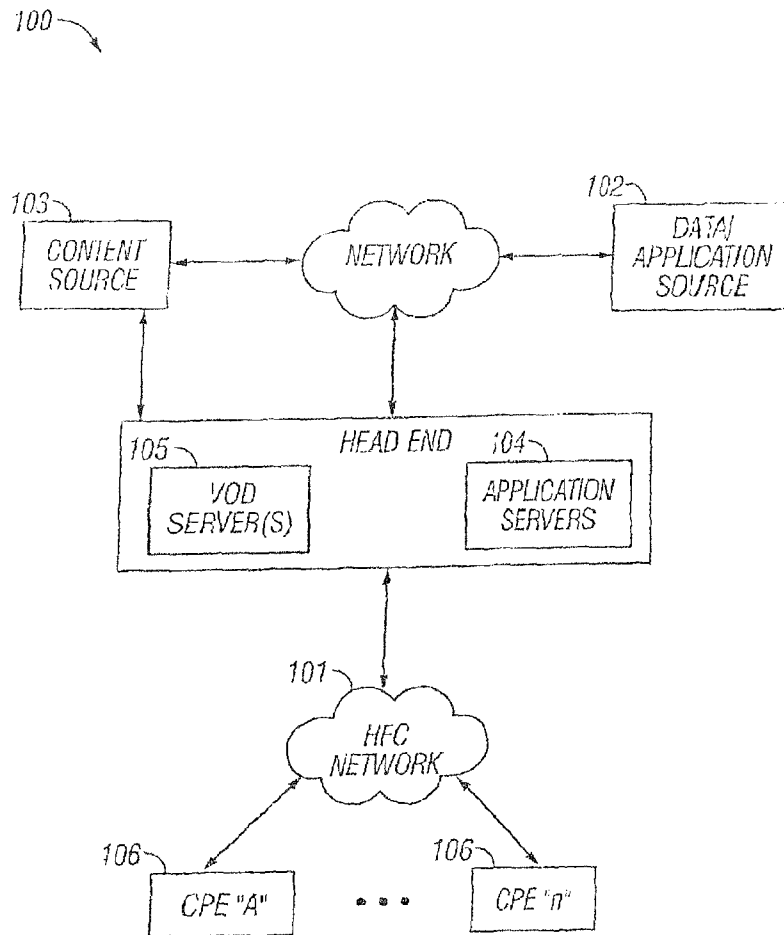 100
103
CONTENT
SOURCE
NETWORK
102
DATA/
APPLICATION
SOURCE
HEAD END
105
VOD
SERVER(S)
104
APPLICATION
SERVERS
101
HFC
NETWORK
106
CPE "A"
• • •
106
CPE "n"